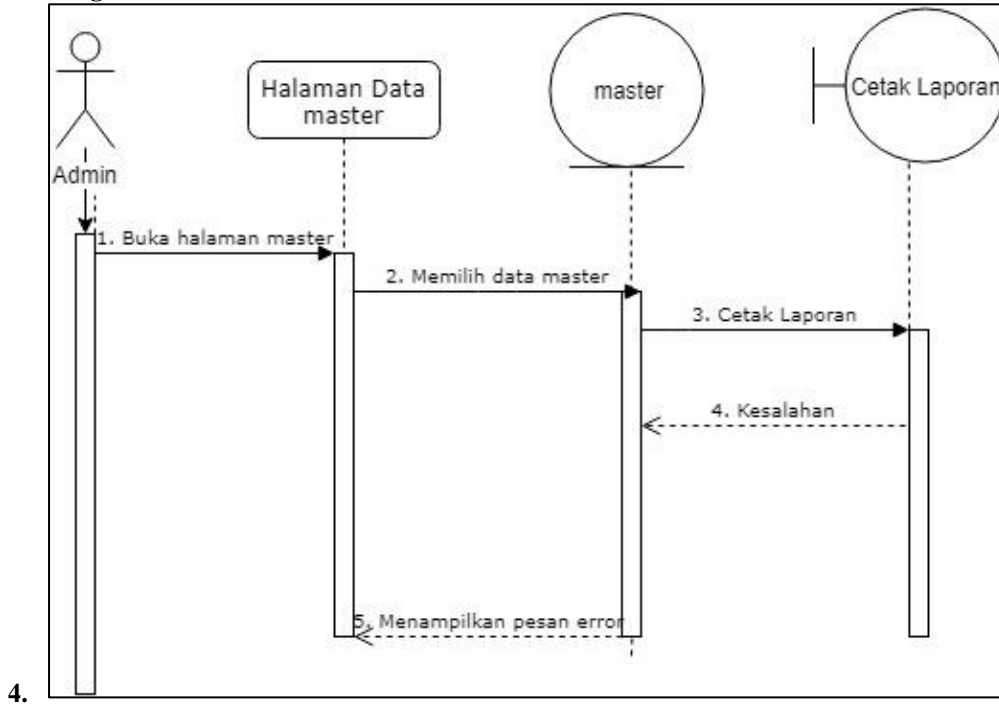 Admin
Halaman Data
master
master
Cetak Laporan
1. Buka halaman master
2. Memilih data master
3. Cetak Laporan
4. Kesalahan
5. Menampilkan pesan error
4.